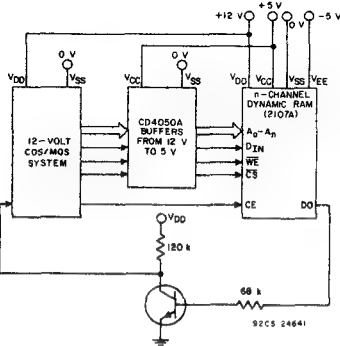 +12 V
+5 V
0 V
-5 V
0 V
0 V
VDD
VSS
VCC
VSS
VDD
VCC
VSS
VEE
12-VOLT
COS/MOS
SYSTEM
CD4050A
BUFFERS
FROM 12 V
TO 5 V
n-CHANNEL
DYNAMIC RAM
(2107A)
A0-An
DIN
WE
CS
CE
DO
VDD
120 k
68 k
92CS 24641